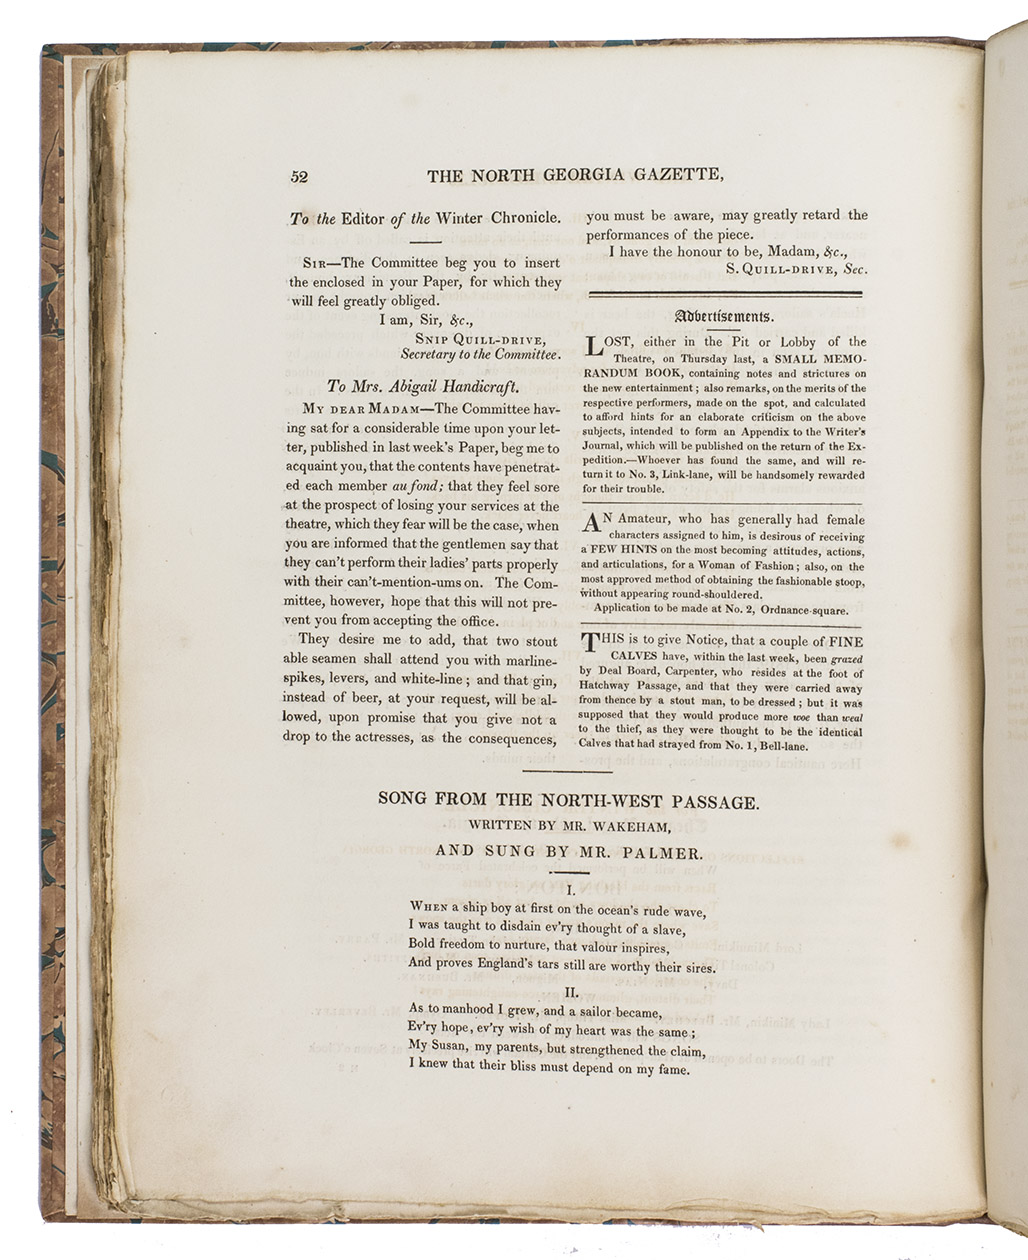 52
THE NORTH GEORGIA GAZETTE,
To the Editor of the Winter Chronicle.
SIR—The Committee beg you to insert
the enclosed in your Paper, for which they
will feel greatly obliged.
I am, Sir, &c.,
SNIP QUILL-DRIVE,
Secretary to the Committee.
To Mrs. Abigail Handicraft.
MY DEAR MADAM—The Committee hav-
ing sat for a considerable time upon your let-
ter, published in last week's Paper, beg me to
acquaint you, that the contents have penetrat-
ed each member au fond; that they feel sore
at the prospect of losing your services at the
theatre, which they fear will be the case, when
you are informed that the gentlemen say that
they can't perform their ladies' parts properly
with their can't-mention-ums on. The Com-
mittee, however, hope that this will not pre-
vent you from accepting the office.
They desire me to add, that two stout
able seamen shall attend you with marline-
spikes, levers, and white-line; and that gin,
instead of beer, at your request, will be al-
lowed, upon promise that you give not a
drop to the actresses, as the consequences,
you must be aware, may greatly retard the
performances of the piece.
I have the honour to be, Madam, &c.,
S. QUILL-DRIVE, Sec.
Advertisements.
LOST, either in the Pit or Lobby of the
Theatre, on Thursday last, a SMALL MEMO-
RANDUM BOOK, containing notes and strictures on
the new entertainment; also remarks, on the merits of the
respective performers, made on the spot, and calculated
to afford hints for an elaborate criticism on the above
subjects, intended to form an Appendix to the Writer's
Journal, which will be published on the return of the Ex-
pedition.—Whoever has found the same, and will re-
turn it to No. 3, Link-lane, will be handsomely rewarded
for their trouble.
AN Amateur, who has generally had female
characters assigned to him, is desirous of receiving
a FEW HINTS on the most becoming attitudes, actions,
and articulations, for a Woman of Fashion; also, on the
most approved method of obtaining the fashionable stoop,
without appearing round-shouldered.
Application to be made at No. 2, Ordnance-square.
THIS is to give Notice, that a couple of FINE
CALVES have, within the last week, been grazed
by Deal Board, Carpenter, who resides at the foot of
Hatchway Passage, and that they were carried away
from thence by a stout man, to be dressed; but it was
supposed that they would produce more woe than weal
to the thief, as they were thought to be the identical
Calves that had strayed from No. 1, Bell-lane.
SONG FROM THE NORTH-WEST PASSAGE.
WRITTEN BY MR. WAKEHAM,
AND SUNG BY MR. PALMER.
I.
WHEN a ship boy at first on the ocean's rude wave,
I was taught to disdain ev'ry thought of a slave,
Bold freedom to nurture, that valour inspires,
And proves England's tars still are worthy their sires.
II.
As to manhood I grew, and a sailor became,
Ev'ry hope, ev'ry wish of my heart was the same;
My Susan, my parents, but strengthened the claim,
I knew that their bliss must depend on my fame.